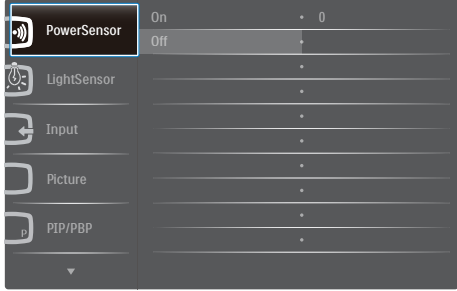 PowerSensor
On • 0
Off •
LightSensor
Input
Picture
P
PIP/PBP
▼